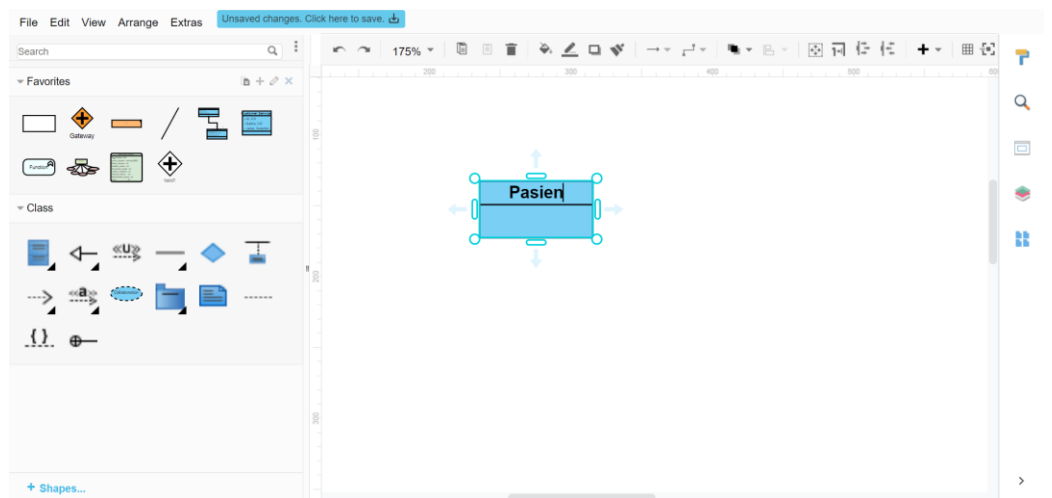 File Edit View Arrange Extras Unsaved changes. Click here to save.
Search
175%
Favorites
Gateway
Function
Class
«U»
«a»
{ }
+ Shapes...
200 300 400 500 600
100
200
300
Pasien